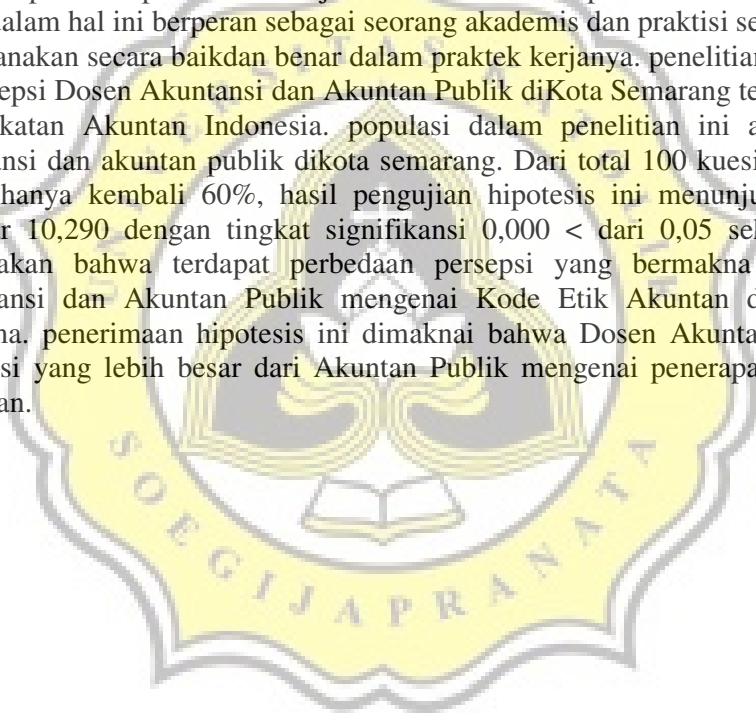 dalam hal ini berperan sebagai seorang akademis dan praktisi se
anakan secara baikdan benar dalam praktek kerjanya. penelitian
epsi Dosen Akuntansi dan Akuntan Publik diKota Semarang te
katan Akuntan Indonesia. populasi dalam penelitian ini a
nsi dan akuntan publik dikota semarang. Dari total 100 kuesi
hanya kembali 60%, hasil pengujian hipotesis ini menunju
r 10,290 dengan tingkat signifikansi 0,000 < dari 0,05 sel
akan bahwa terdapat perbedaan persepsi yang bermakna
ansi dan Akuntan Publik mengenai Kode Etik Akuntan d
na. penerimaan hipotesis ini dimaknai bahwa Dosen Akunta
si yang lebih besar dari Akuntan Publik mengenai penerapa
an.
SOEGIJAPRANATA